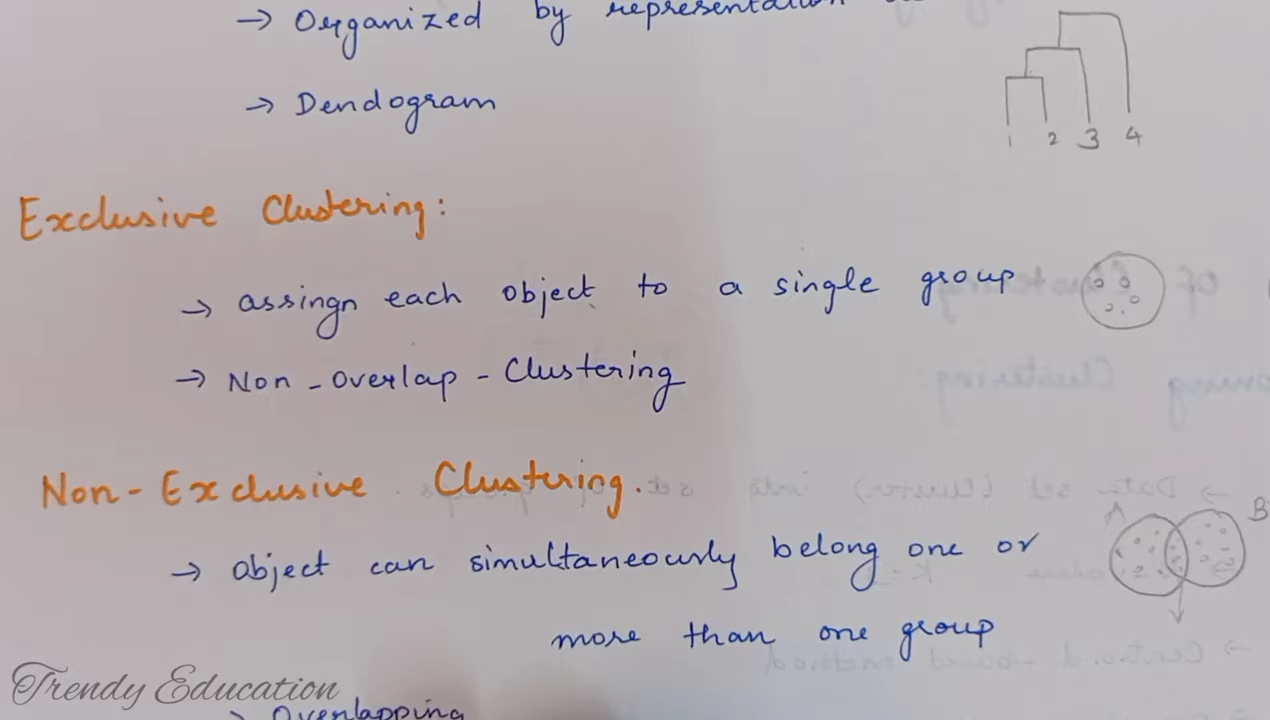 → Organized by representation
→ Dendogram
1 2 3 4
Exclusive Clustering:
→ assingn each object to a single group
→ Non-Overlap-Clustering
Non-Exclusive Clustering.
→ object can simultaneously belong one or
more than one group
A B
→ Overlapping
Trendy Education